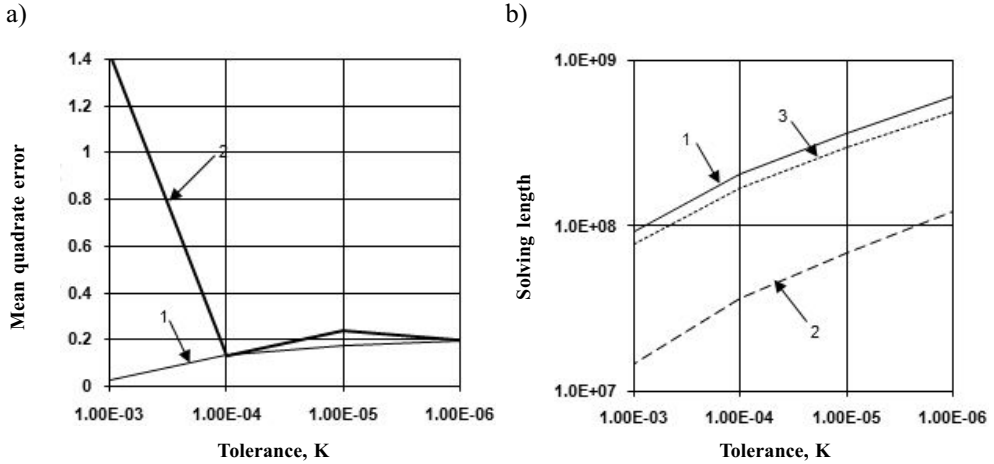 a)
Mean quadrate error
1.4
1.2
1
0.8
0.6
0.4
0.2
0
2
1
1.00E-03 1.00E-04 1.00E-05 1.00E-06
Tolerance, K
b)
Solving length
1.0E+09
1.0E+08
1.0E+07
1
3
2
1.00E-03 1.00E-04 1.00E-05 1.00E-06
Tolerance, K